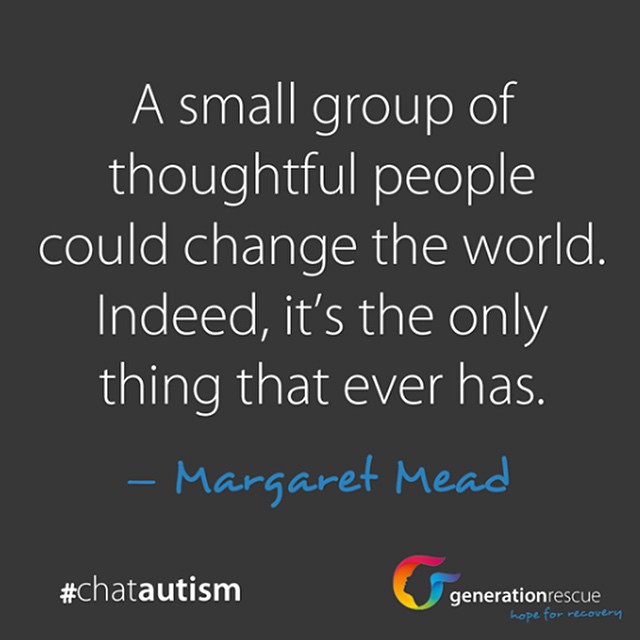 A small group of
thoughtful people
could change the world.
Indeed, it's the only
thing that ever has.
– Margaret Mead
#chatautism
generationrescue
hope for recovery